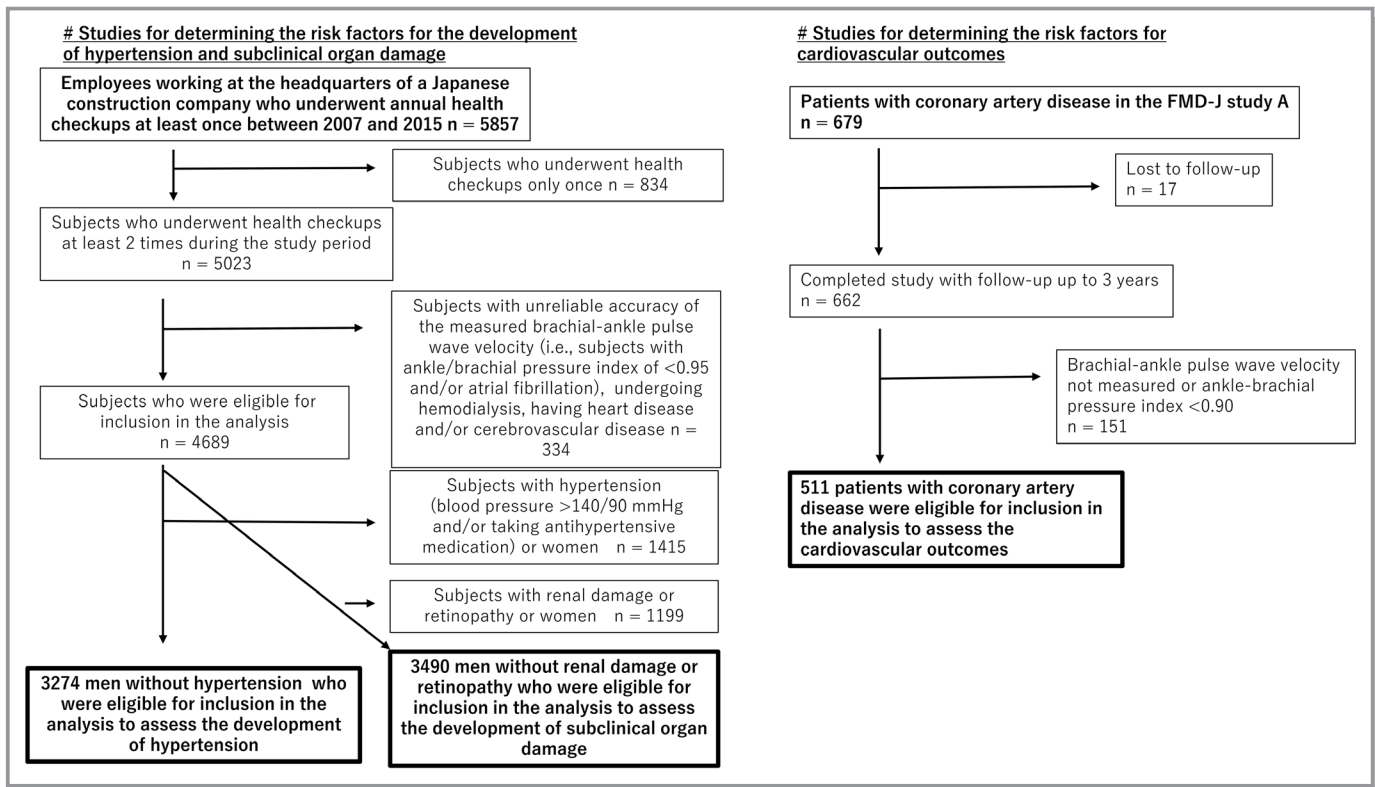 # Studies for determining the risk factors for the development
of hypertension and subclinical organ damage
Employees working at the headquarters of a Japanese
construction company who underwent annual health
checkups at least once between 2007 and 2015 n = 5857
Subjects who underwent health
checkups only once n = 834
Subjects who underwent health checkups
at least 2 times during the study period
n = 5023
Subjects with unreliable accuracy of
the measured brachial-ankle pulse
wave velocity (i.e., subjects with
ankle/brachial pressure index of <0.95
and/or atrial fibrillation), undergoing
hemodialysis, having heart disease
and/or cerebrovascular disease n =
334
Subjects who were eligible for
inclusion in the analysis
n = 4689
Subjects with hypertension
(blood pressure >140/90 mmHg
and/or taking antihypertensive
medication) or women n = 1415
Subjects with renal damage or
retinopathy or women n = 1199
3274 men without hypertension who
were eligible for inclusion in the
analysis to assess the development
of hypertension
3490 men without renal damage or
retinopathy who were eligible for
inclusion in the analysis to assess
the development of subclinical organ
damage
# Studies for determining the risk factors for
cardiovascular outcomes
Patients with coronary artery disease in the FMD-J study A
n = 679
Lost to follow-up
n = 17
Completed study with follow-up up to 3 years
n = 662
Brachial-ankle pulse wave velocity
not measured or ankle-brachial
pressure index <0.90
n = 151
511 patients with coronary artery
disease were eligible for inclusion in
the analysis to assess the
cardiovascular outcomes